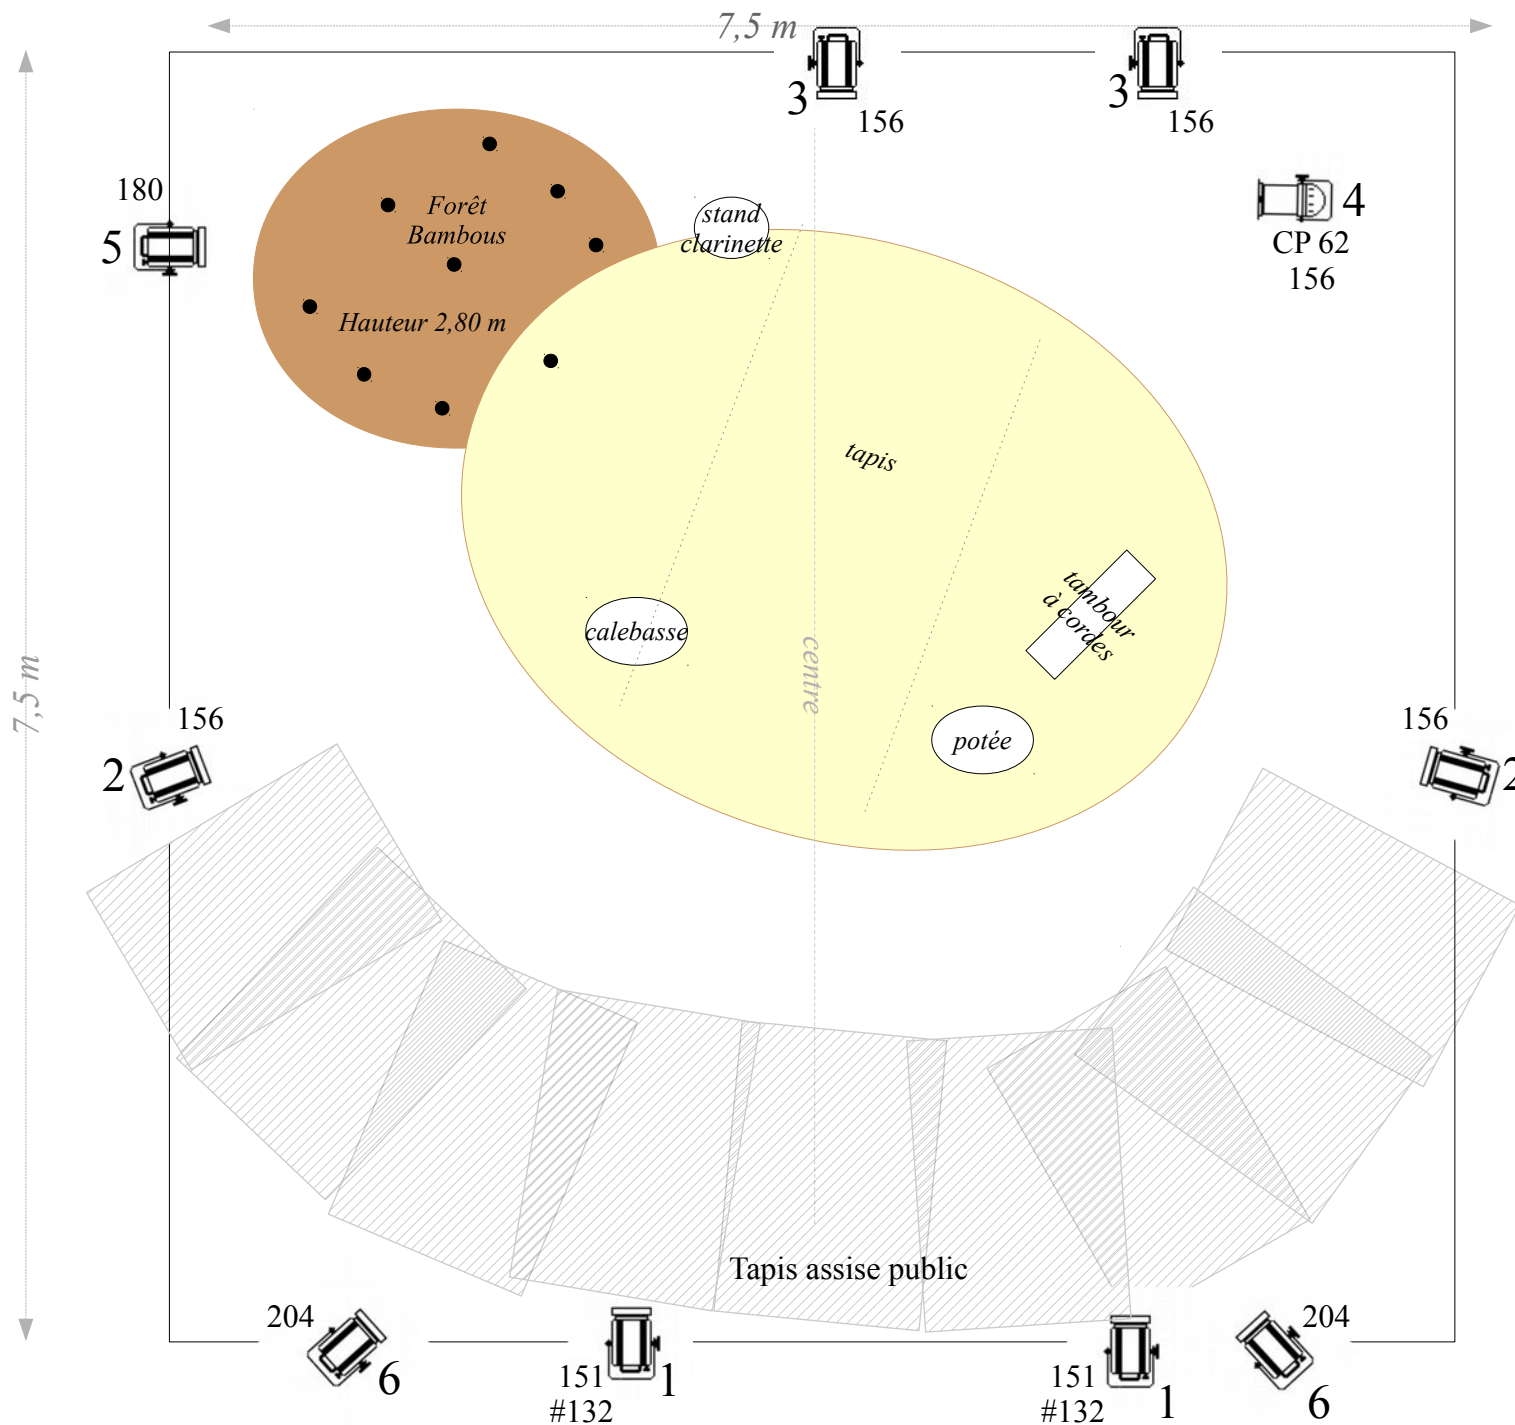 7,5 m
3
156
3
156
180
5
Forêt
Bambous
Hauteur 2,80 m
stand
clarinette
4
CP 62
156
tapis
tambour
à cordes
calebasse
centre
potée
7,5 m
156
2
156
2
Tapis assise public
204
6
151
#132
1
151
#132
1
204
6